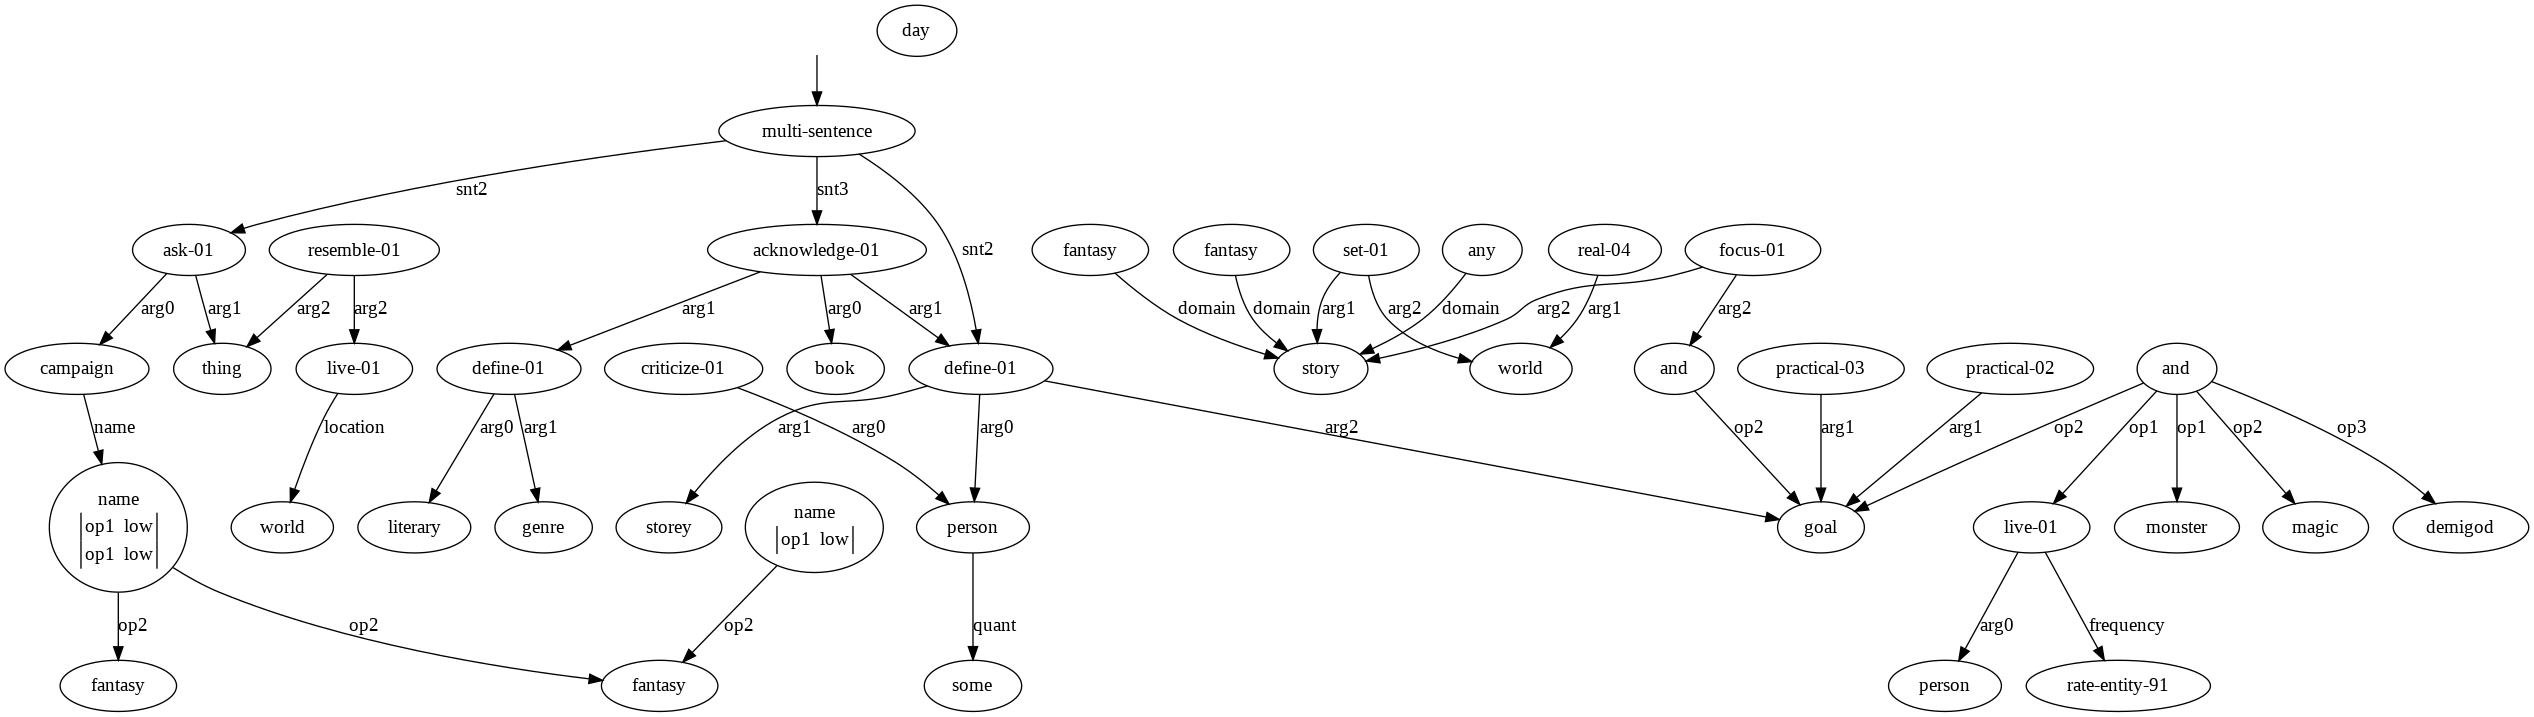 day
multi-sentence
snt2
snt3
snt2
ask-01
resemble-01
acknowledge-01
fantasy
fantasy
set-01
any
real-04
focus-01
arg0
arg1
arg2
arg2
arg1
arg0
arg1
domain
domain
arg1
arg2
domain
arg1
arg2
arg2
campaign
thing
live-01
define-01
criticize-01
book
define-01
story
world
and
practical-03
practical-02
and
name
location
arg0
arg1
arg1
arg0
arg0
arg2
op2
arg1
arg1
op2
op1
op1
op2
op3
name
op1 low
op1 low
world
literary
genre
storey
name
op1 low
person
goal
live-01
monster
magic
demigod
op2
op2
op2
quant
arg0
frequency
fantasy
fantasy
some
person
rate-entity-91